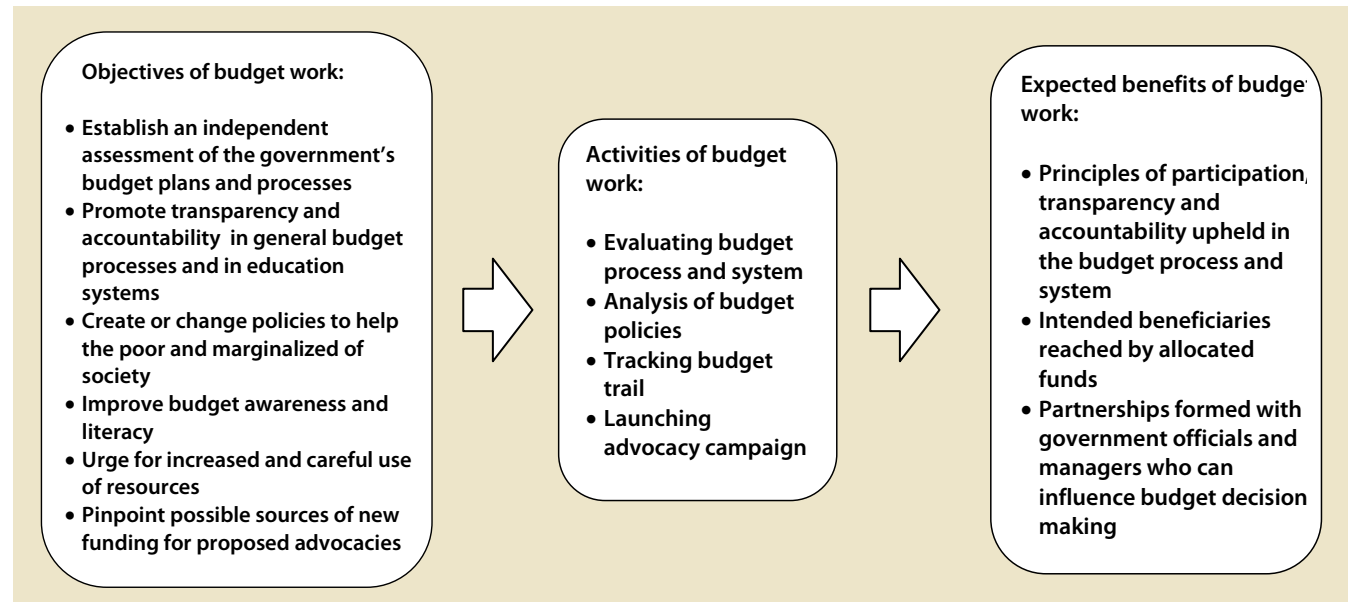 Objectives of budget work:
• Establish an independent
assessment of the government's
budget plans and processes
• Promote transparency and
accountability in general budget
processes and in education
systems
• Create or change policies to help
the poor and marginalized of
society
• Improve budget awareness and
literacy
• Urge for increased and careful use
of resources
• Pinpoint possible sources of new
funding for proposed advocacies
Activities of budget
work:
• Evaluating budget
process and system
• Analysis of budget
policies
• Tracking budget
trail
• Launching
advocacy campaign
Expected benefits of budget
work:
• Principles of participation,
transparency and
accountability upheld in
the budget process and
system
• Intended beneficiaries
reached by allocated
funds
• Partnerships formed with
government officials and
managers who can
influence budget decision
making